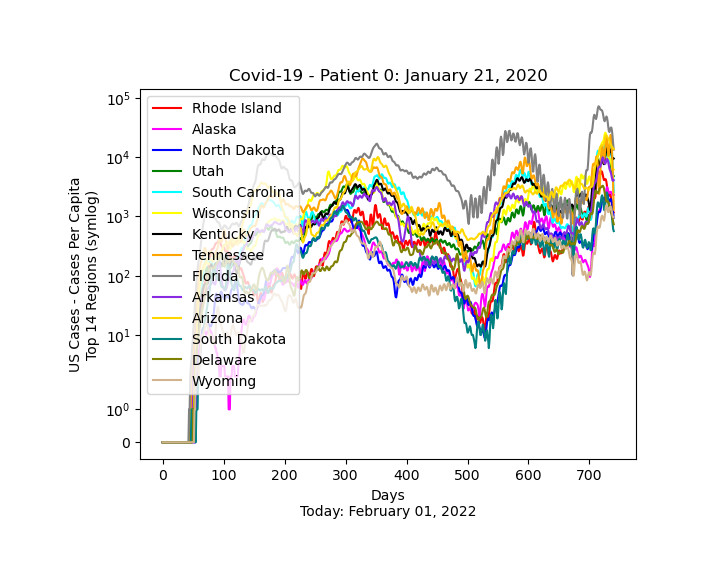 Covid-19 - Patient 0: January 21, 2020
US Cases - Cases Per Capita
Top 14 Regions (symlog)
10^5
10^4
10^3
10^2
10^1
10^0
0
Rhode Island
Alaska
North Dakota
Utah
South Carolina
Wisconsin
Kentucky
Tennessee
Florida
Arkansas
Arizona
South Dakota
Delaware
Wyoming
0 100 200 300 400 500 600 700
Days
Today: February 01, 2022